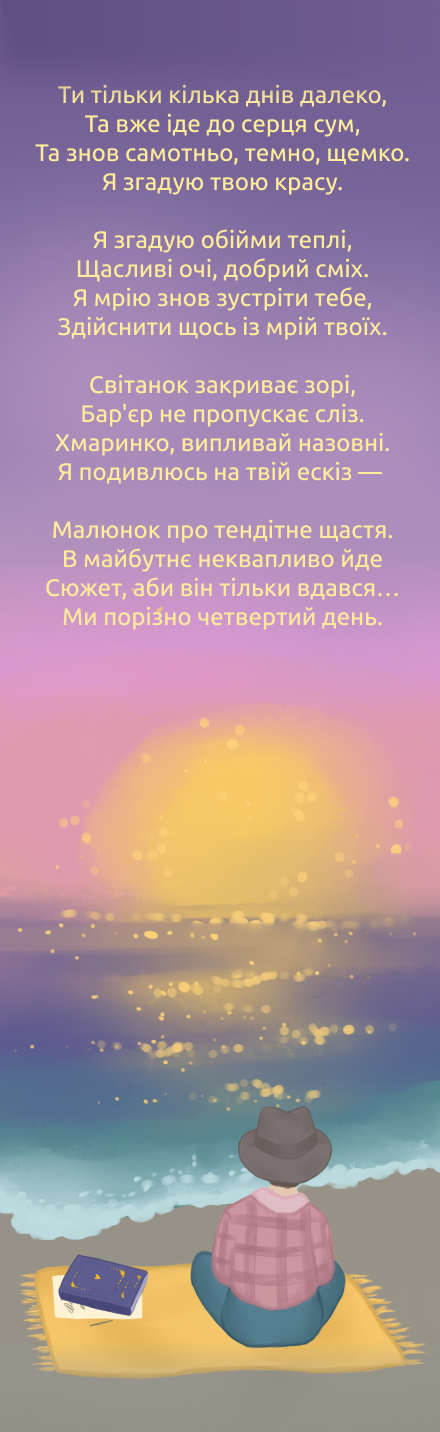 Ти тільки кілька днів далеко,
Та вже іде до серця сум,
Та знов самотньо, темно, щемко.
Я згадую твою красу.
Я згадую обійми теплі,
Щасливі очі, добрий сміх.
Я мрію знов зустріти тебе,
Здійснити щось із мрій твоїх.
Світанок закриває зорі,
Бар'єр не пропускає сліз.
Хмаринко, випливай назовні.
Я подивлюсь на твій ескіз —
Малюнок про тендітне щастя.
В майбутнє неквапливо йде
Сюжет, аби він тільки вдався...
Ми порізно четвертий день.